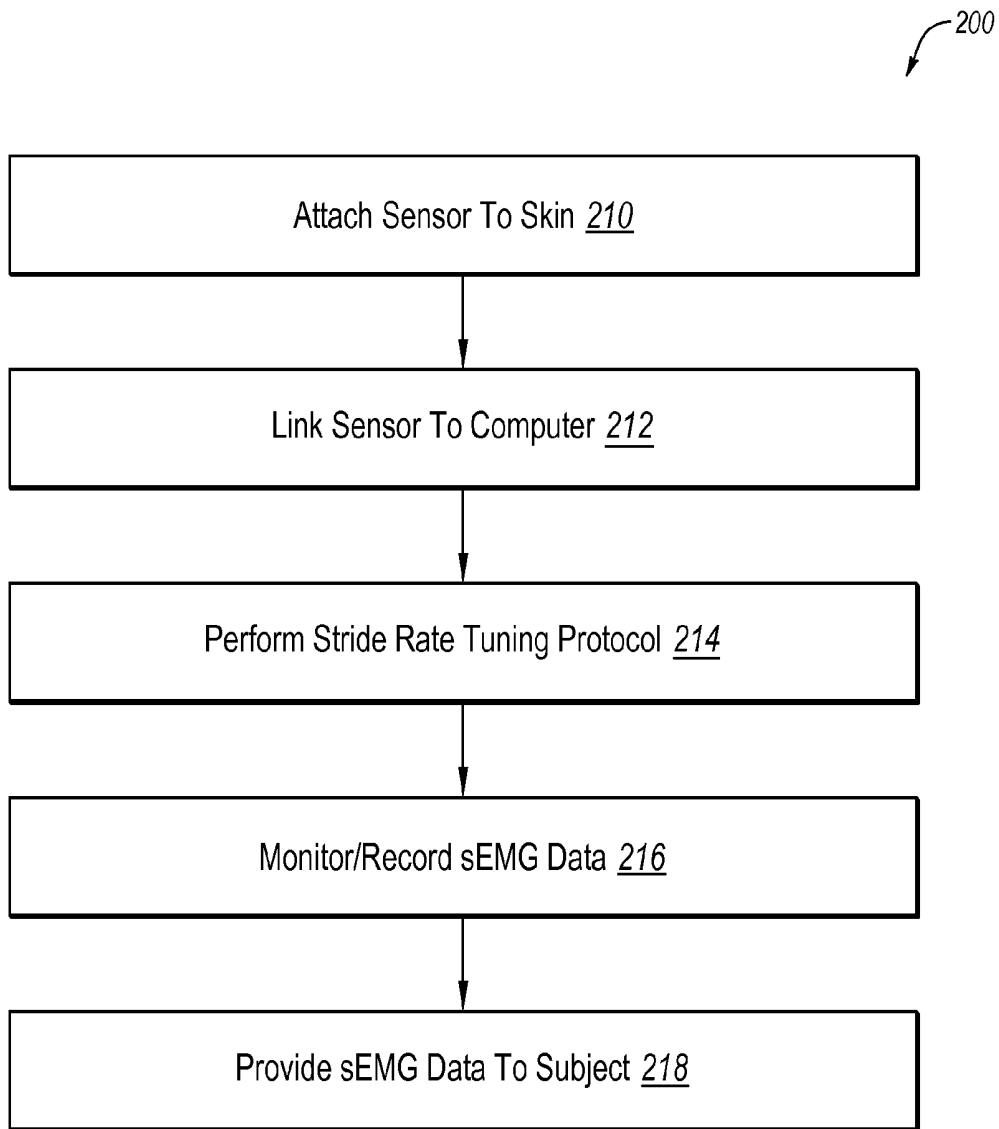 200
Attach Sensor To Skin 210
Link Sensor To Computer 212
Perform Stride Rate Tuning Protocol 214
Monitor/Record sEMG Data 216
Provide sEMG Data To Subject 218